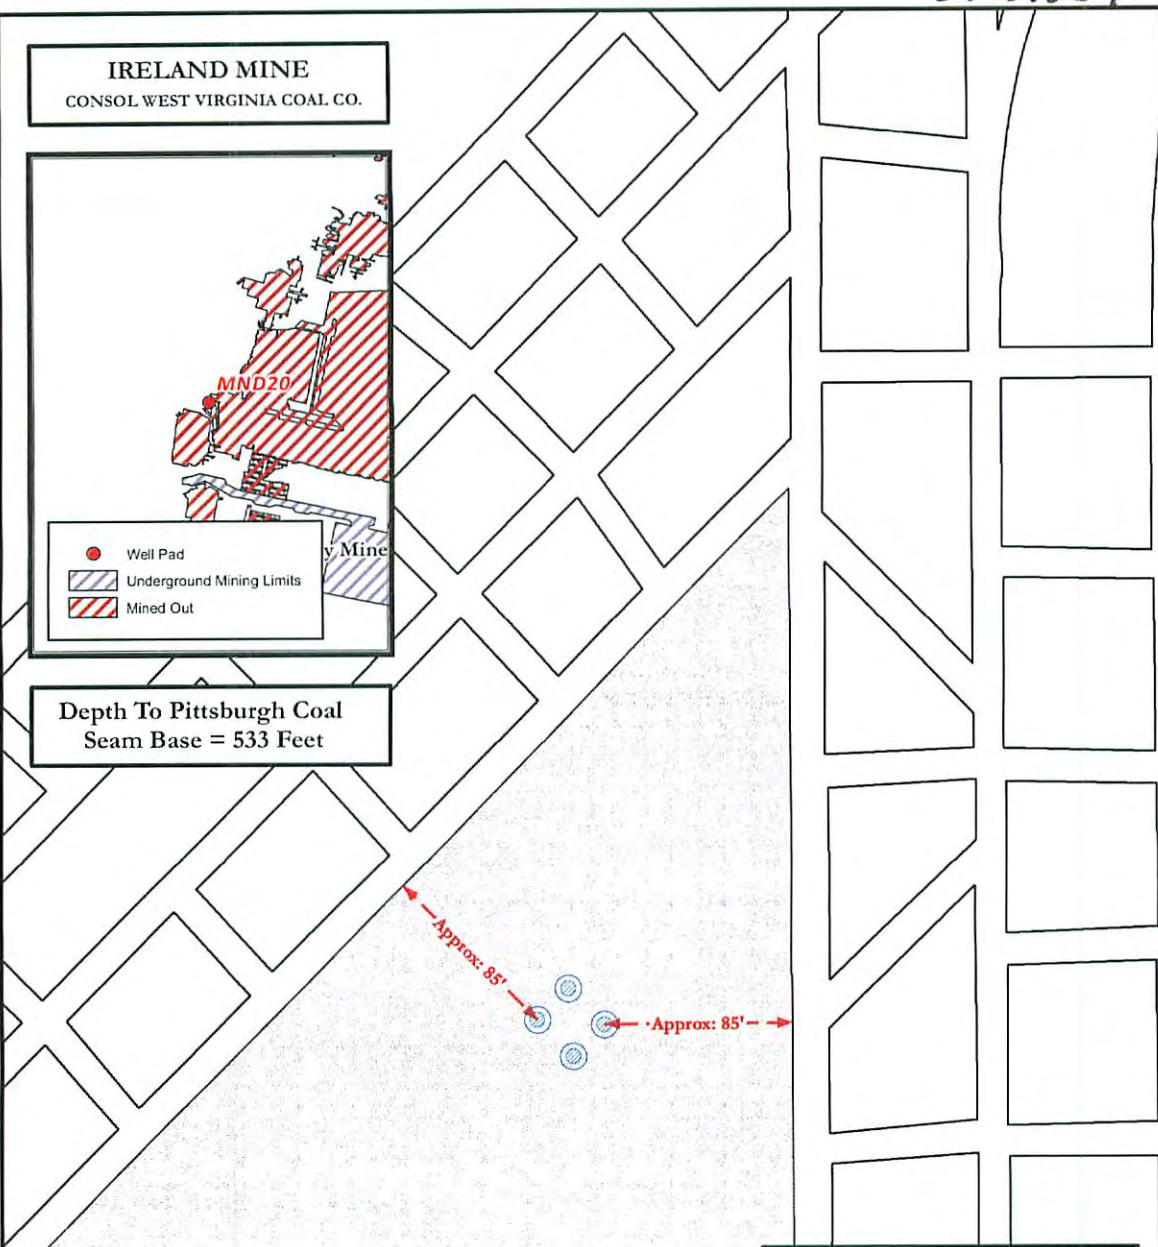 IRELAND MINE
CONSOL WEST VIRGINIA COAL CO.
MND20
y Mine
Well Pad
Underground Mining Limits
Mined Out
Depth To Pittsburgh Coal
Seam Base = 533 Feet
Approx: 85'
Approx: 85'